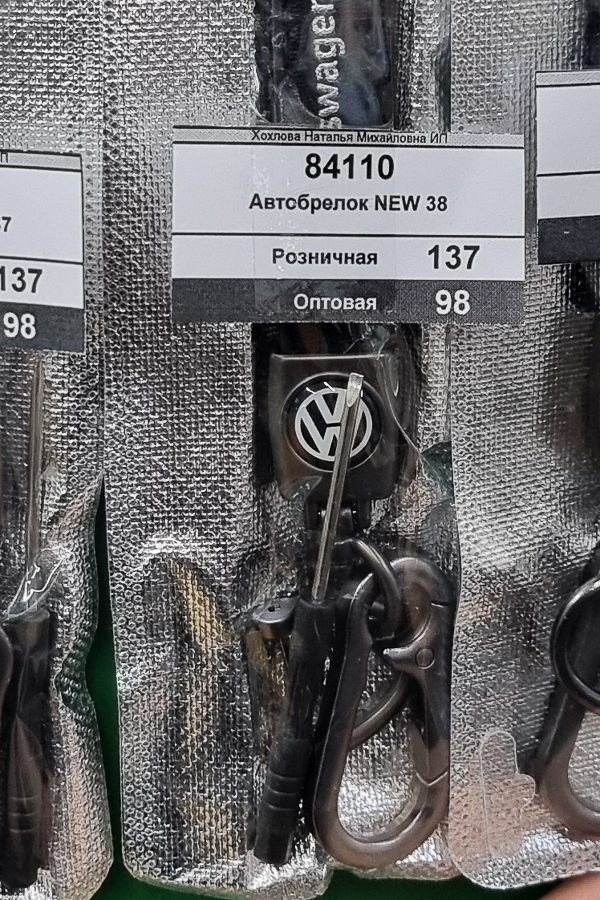 swagen
Хохлова Наталья Михайловна ИП
84110
Автобрелок NEW 38
Розничная 137
Оптовая 98
137
98